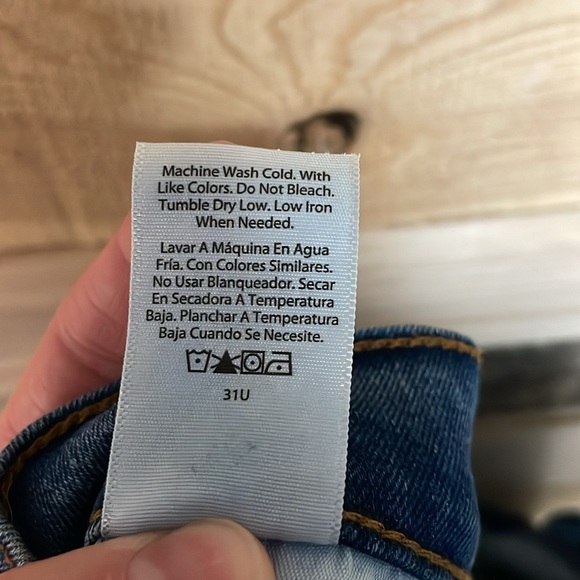 Machine Wash Cold. With
Like Colors. Do Not Bleach.
Tumble Dry Low. Low Iron
When Needed.
Lavar A Máquina En Agua
Fría. Con Colores Similares.
No Usar Blanqueador. Secar
En Secadora A Temperatura
Baja. Planchar A Temperatura
Baja Cuando Se Necesite.
31U